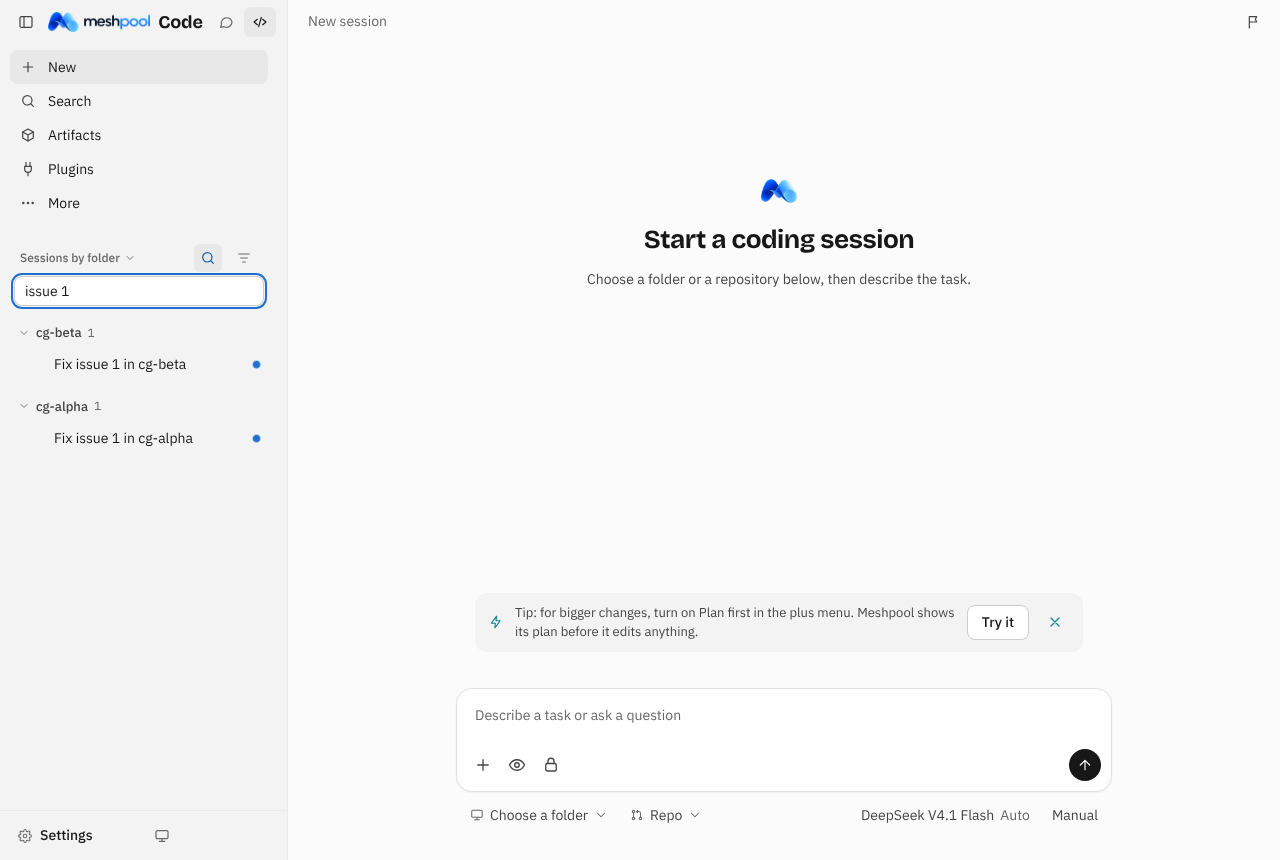 meshpool Code
New
Search
Artifacts
Plugins
More
Sessions by folder
issue 1
cg-beta 1
Fix issue 1 in cg-beta
cg-alpha 1
Fix issue 1 in cg-alpha
Settings
New session
Start a coding session
Choose a folder or a repository below, then describe the task.
Tip: for bigger changes, turn on Plan first in the plus menu. Meshpool shows
its plan before it edits anything.
Try it
Describe a task or ask a question
Choose a folder
Repo
DeepSeek V4.1 Flash Auto
Manual